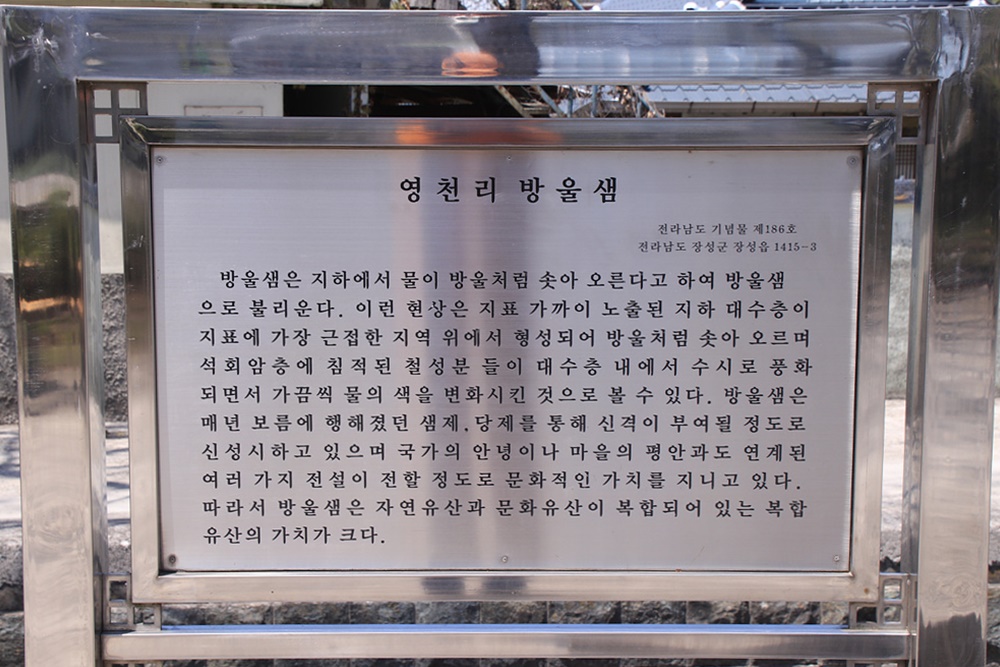 영천리 방울샘
전라남도 기념물 제186호
전라남도 장성군 장성읍 1415-3
방울샘은 지하에서 물이 방울처럼 솟아 오른다고 하여 방울샘
으로 불리운다. 이런 현상은 지표 가까이 노출된 지하 대수층이
지표에 가장 근접한 지역 위에서 형성되어 방울처럼 솟아 오르며
석회암층에 침적된 철성분 들이 대수층 내에서 수시로 풍화
되면서 가끔씩 물의 색을 변화시킨 것으로 볼 수 있다. 방울샘은
매년 보름에 행해졌던 샘제.당제를 통해 신격이 부여될 정도로
신성시하고 있으며 국가의 안녕이나 마을의 평안과도 연계된
여러 가지 전설이 전할 정도로 문화적인 가치를 지니고 있다.
따라서 방울샘은 자연유산과 문화유산이 복합되어 있는 복합
유산의 가치가 크다.